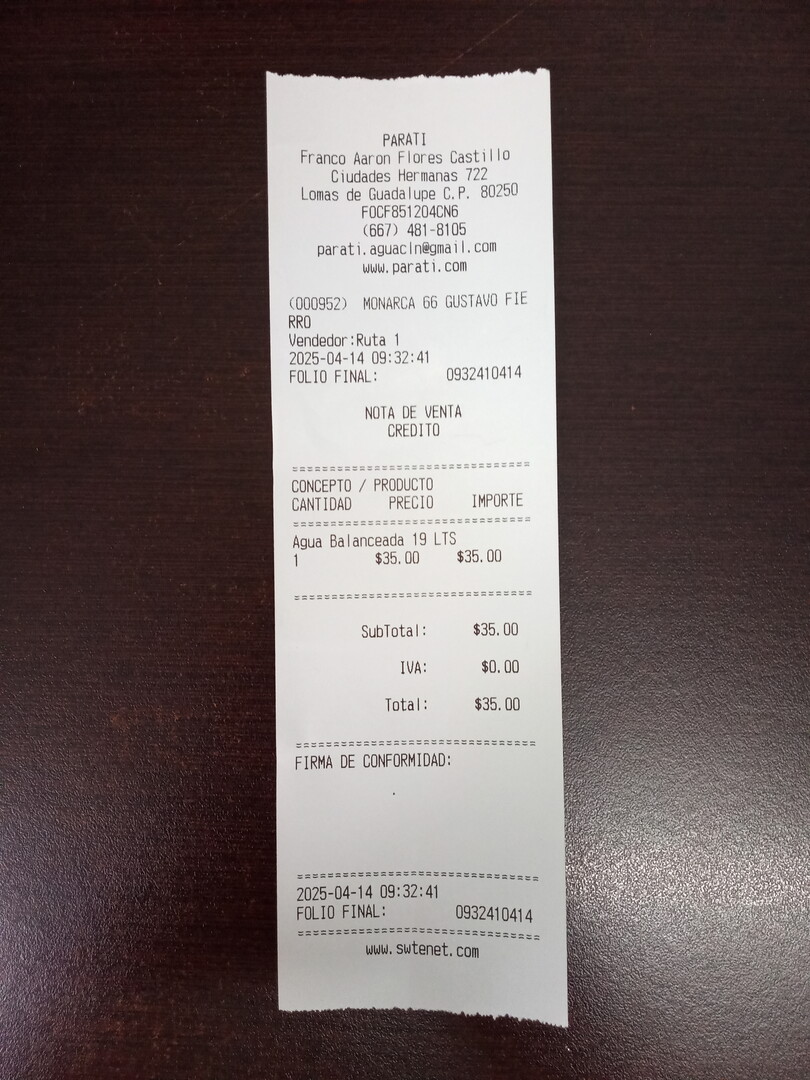 PARATI
Franco Aaron Flores Castillo
Ciudades Hermanas 722
Lomas de Guadalupe C.P. 80250
FOCF851204CN6
(667) 481-8105
parati.aguacln@gmail.com
www.parati.com
(000952) MONARCA 66 GUSTAVO FIE
RRO
Vendedor:Ruta 1
2025-04-14 09:32:41
FOLIO FINAL: 0932410414
NOTA DE VENTA
CREDITO
================================
CONCEPTO / PRODUCTO
CANTIDAD PRECIO IMPORTE
================================
Agua Balanceada 19 LTS
1 $35.00 $35.00
================================
SubTotal: $35.00
IVA: $0.00
Total: $35.00
================================
FIRMA DE CONFORMIDAD:
.
================================
2025-04-14 09:32:41
FOLIO FINAL: 0932410414
================================
www.swtenet.com